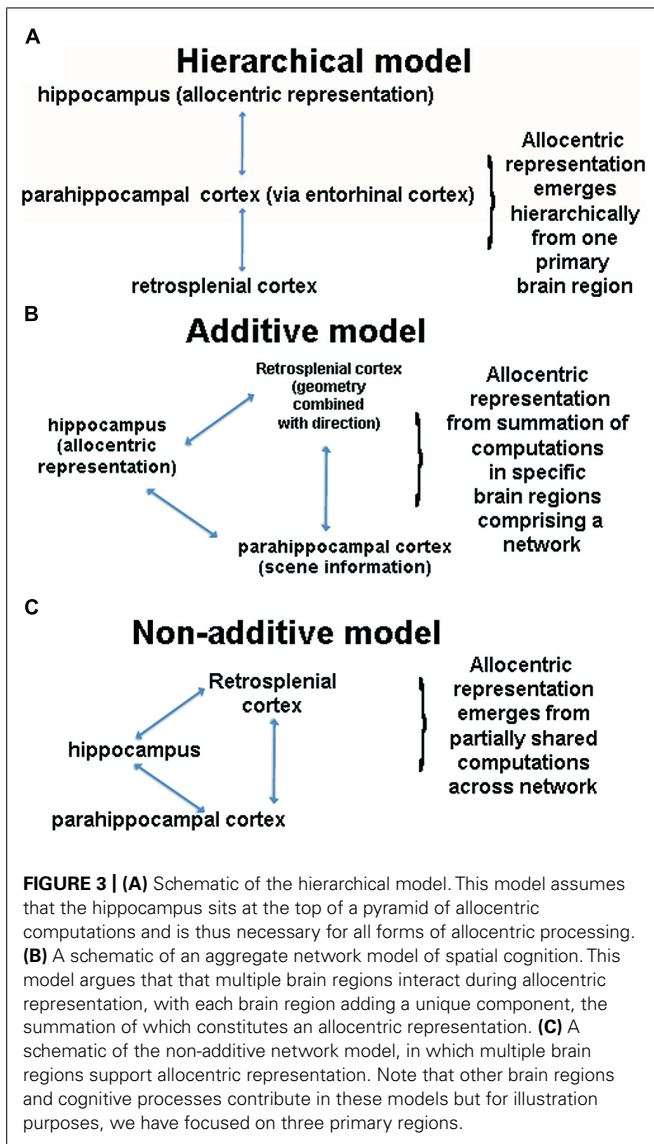 A
Hierarchical model
hippocampus (allocentric representation)
parahippocampal cortex (via entorhinal cortex)
retrosplenial cortex
Allocentric
representation
emerges
hierarchically
from one
primary
brain region
B
Additive model
Retrosplenial cortex
(geometry
combined
with direction)
hippocampus
(allocentric
representation)
parahippocampal cortex
(scene information)
Allocentric
representation
from summation of
computations
in specific
brain regions
comprising a
network
C
Non-additive model
Retrosplenial
cortex
hippocampus
parahippocampal cortex
Allocentric
representation
emerges from
partially shared
computations
across network
FIGURE 3 | (A) Schematic of the hierarchical model. This model assumes
that the hippocampus sits at the top of a pyramid of allocentric
computations and is thus necessary for all forms of allocentric processing.
(B) A schematic of an aggregate network model of spatial cognition. This
model argues that that multiple brain regions interact during allocentric
representation, with each brain region adding a unique component, the
summation of which constitutes an allocentric representation. (C) A
schematic of the non-additive network model, in which multiple brain
regions support allocentric representation. Note that other brain regions
and cognitive processes contribute in these models but for illustration
purposes, we have focused on three primary regions.